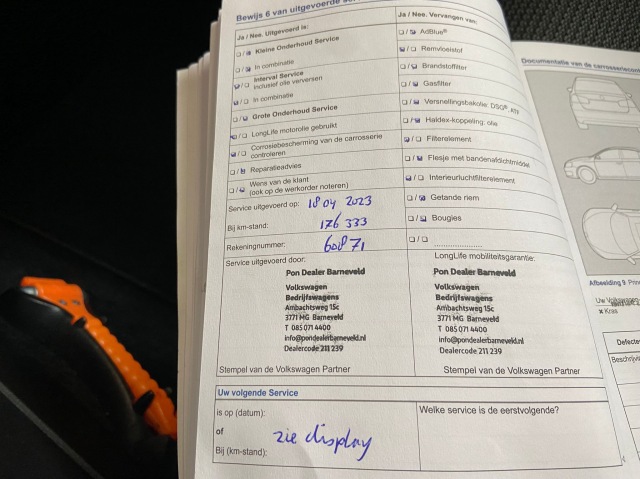 Bewijs 6 van uitgevoerde
Ja / Nee. Uitgevoerd is:
Kleine Onderhoud Service
In combinatie
Interval Service
inclusief olie verversen
In combinatie
Grote Onderhoud Service
LongLife motorolie gebruikt
Corrosiebescherming van de carrosserie
controleren
Reparatieadvies
Wens van de klant
(ook op de werkorder noteren)
Service uitgevoerd op: 18 04 2023
Bij km-stand: 176 333
Rekeningnummer: 60871
Service uitgevoerd door:
Pon Dealer Barneveld
Volkswagen
Bedrijfswagens
Ambachtsweg 15c
3771 MG Barneveld
T 085 071 4400
info@pondealerbarneveld.nl
Dealercode 211 239
Stempel van de Volkswagen Partner
Ja / Nee. Vervangen van:
AdBlue®
Remvloeistof
Brandstoffilter
Gasfilter
Versnellingsbakolie: DSG®, ATF
Haldex-koppeling: olie
Filterelement
Flesje met bandenafdichtmiddel
Interieurluchtfilterelement
Getande riem
Bougies
LongLife mobiliteitsgarantie:
Pon Dealer Barneveld
Volkswagen
Bedrijfswagens
Ambachtsweg 15c
3771 MG Barneveld
T 085 071 4400
info@pondealerbarneveld.nl
Dealercode 211 239
Stempel van de Volkswagen Partner
Uw volgende Service
is op (datum):
of
Bij (km-stand):
zie display
Welke service is de eerstvolgende?
Documentatie van de
Afbeelding 9
Uw Volkswagen
Kras
Defecte